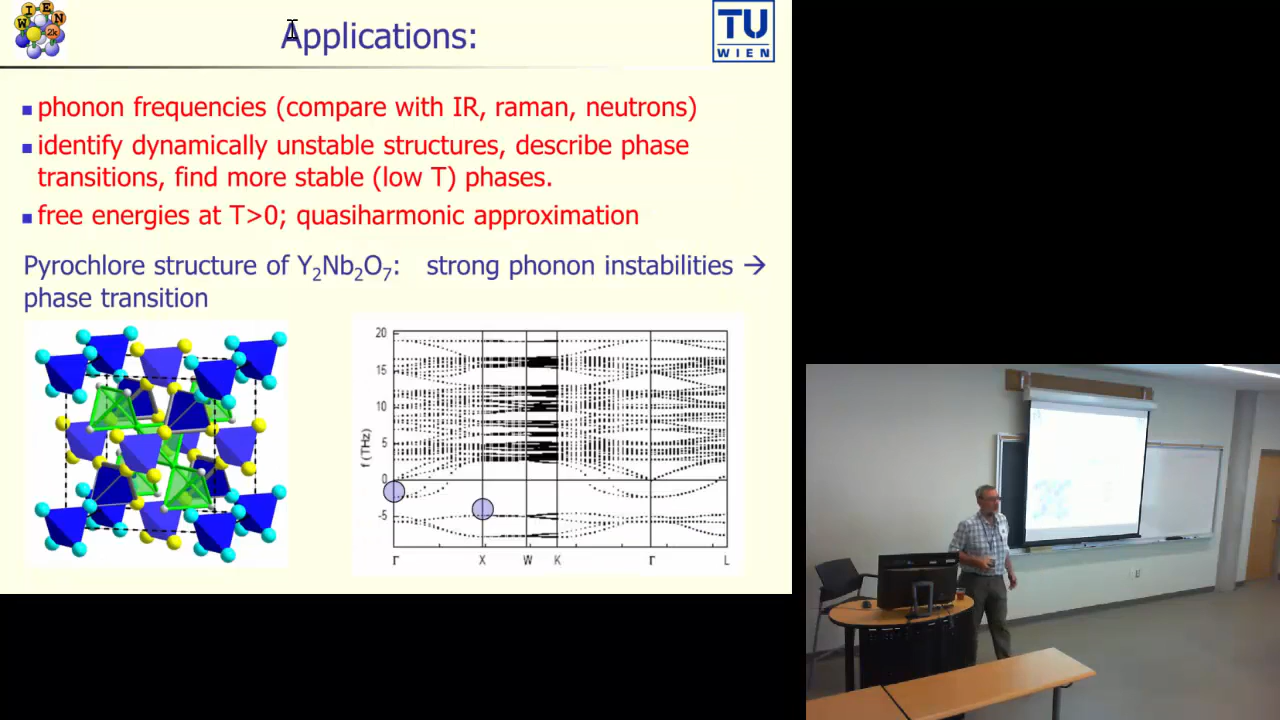 WIEN 2k
Applications:
TU
WIEN
phonon frequencies (compare with IR, raman, neutrons)
identify dynamically unstable structures, describe phase
transitions, find more stable (low T) phases.
free energies at T>0; quasiharmonic approximation
Pyrochlore structure of Y₂Nb₂O₇: strong phonon instabilities →
phase transition
f (THz)
20
15
10
5
0
-5
Γ X W K Γ L